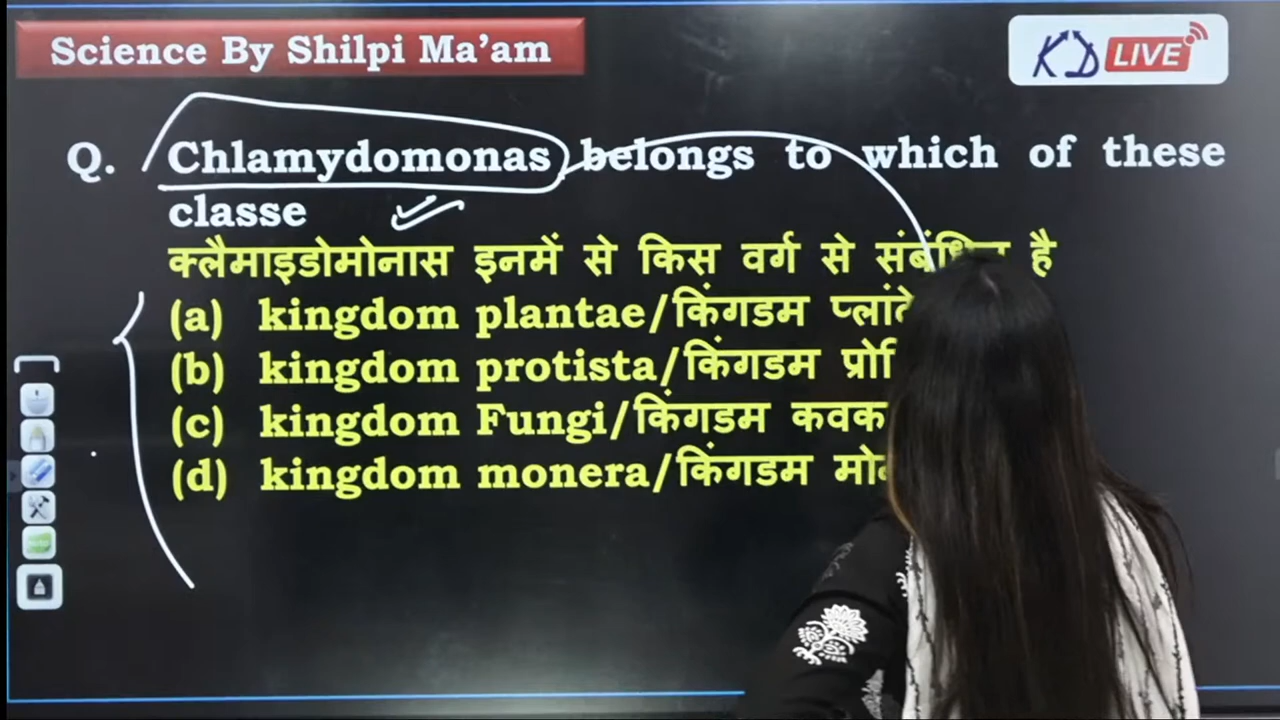 Science By Shilpi Ma’am
KD LIVE
Q. Chlamydomonas belongs to which of these
classe
क्लैमाइडोमोनास इनमें से किस वर्ग से है
(a) kingdom plantae/किंगडम
(b) kingdom protista/किंगडम
(c) kingdom Fungi/किंगडम कवक
(d) kingdom monera/किंगडम